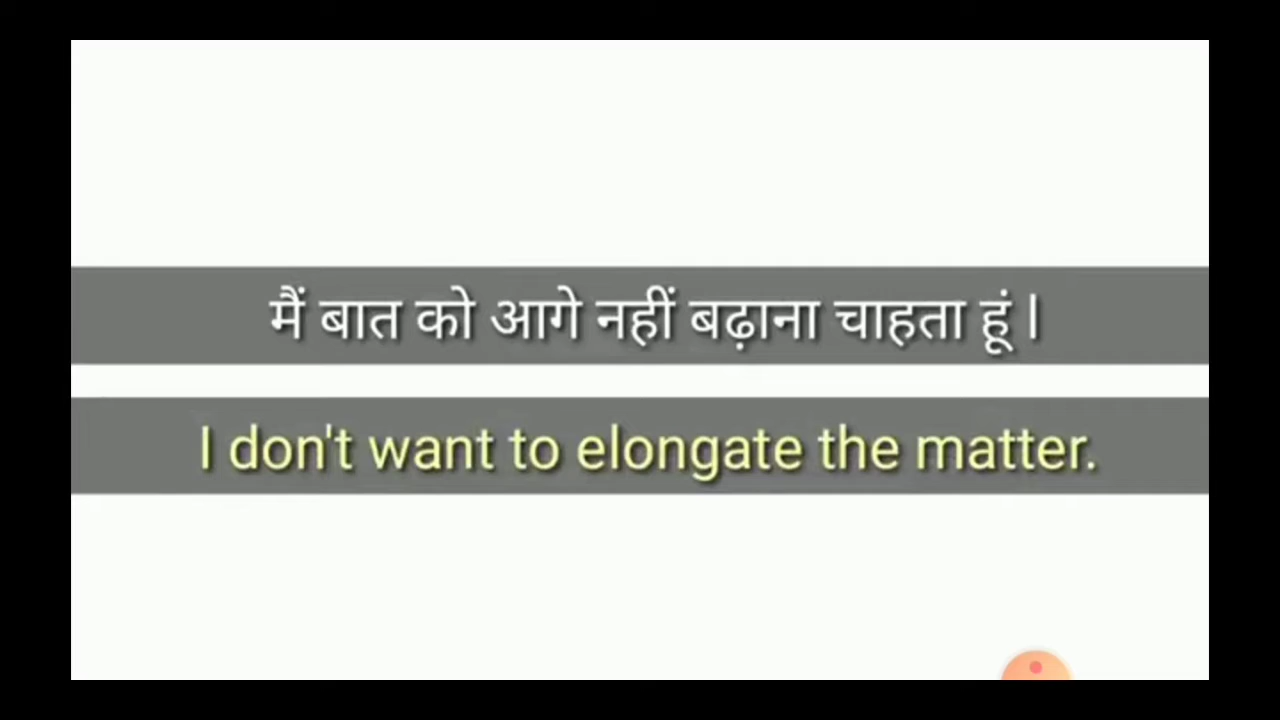 मैं बात को आगे नहीं बढ़ाना चाहता हूं l
I don't want to elongate the matter.